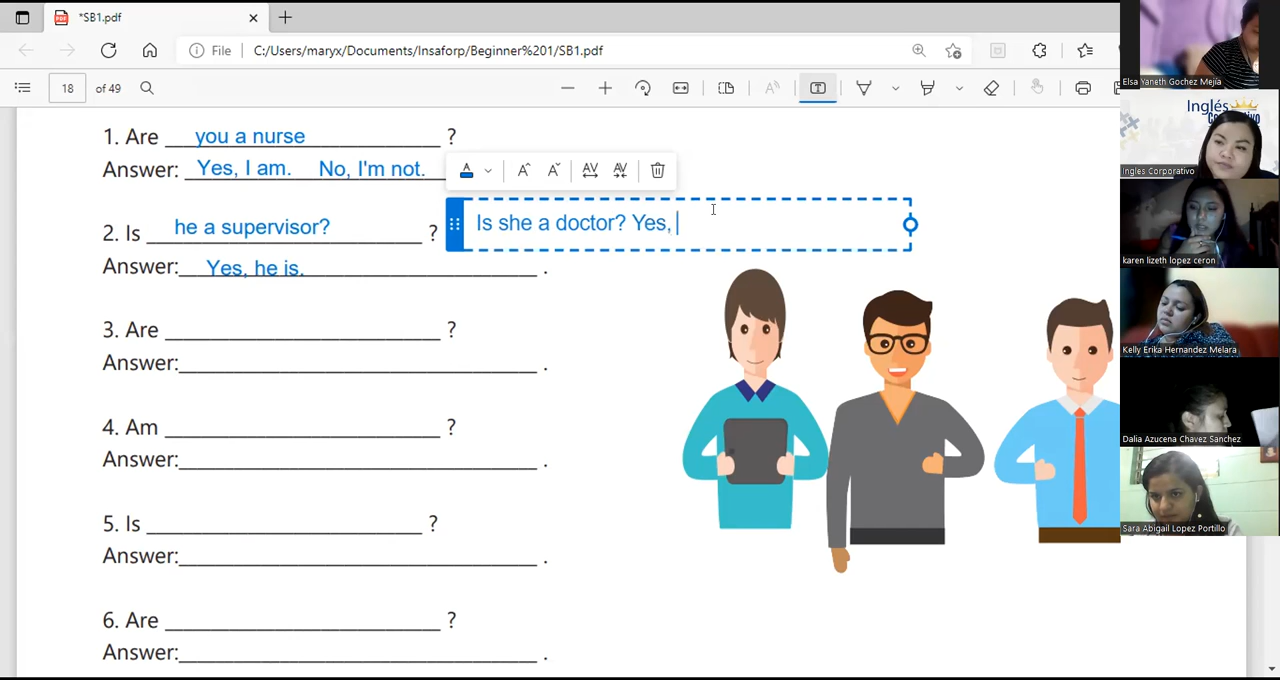 *SB1.pdf
File C:/Users/maryx/Documents/Insaforp/Beginner%201/SB1.pdf
18 of 49
1. Are you a nurse ?
Answer: Yes, I am. No, I'm not.
2. Is he a supervisor? ?
Is she a doctor? Yes,
Answer: Yes, he is. .
3. Are ?
Answer: .
4. Am ?
Answer: .
5. Is ?
Answer: .
6. Are ?
Answer: .
Elsa Yaneth Gochez Mejía
Inglés
Ingles Corporativo
karen lizeth lopez ceron
Kelly Erika Hernandez Melara
Dalia Azucena Chavez Sanchez
Sara Abigail Lopez Portillo